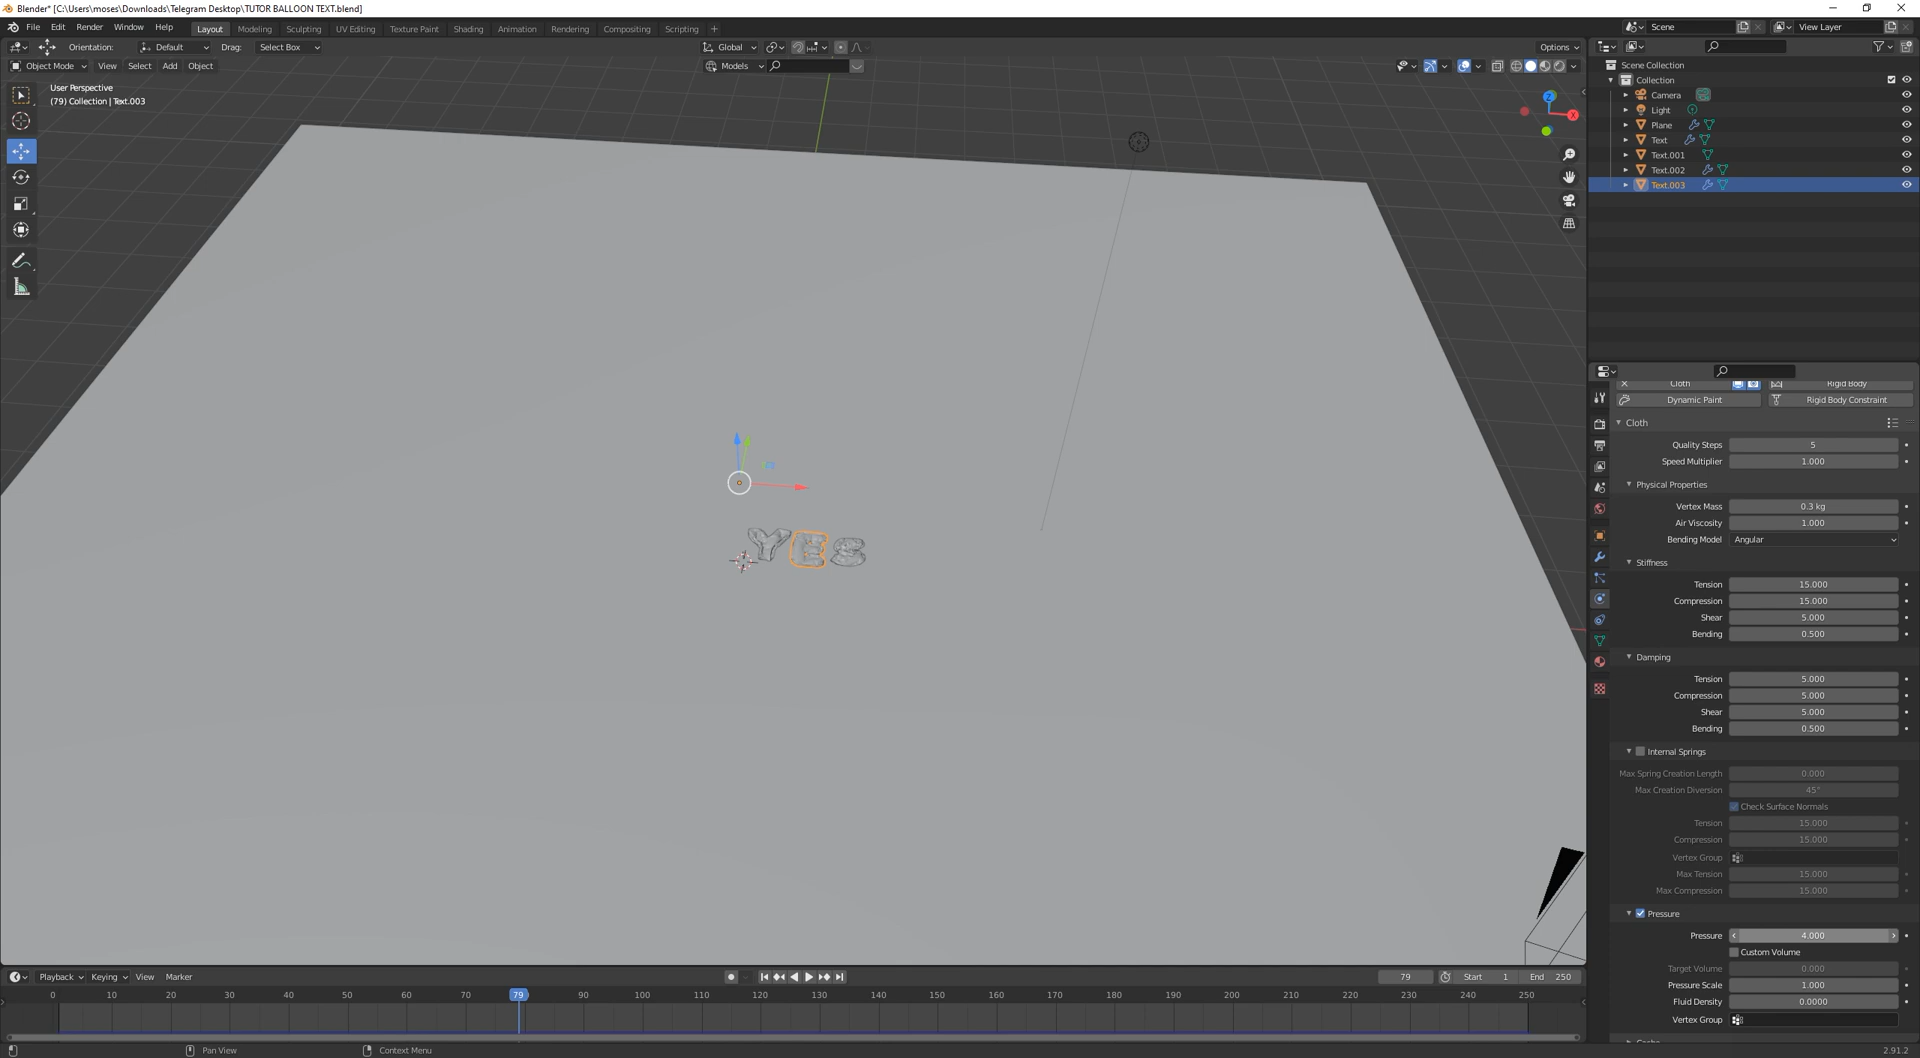 Blender* [C:\Users\moses\Downloads\Telegram Desktop\TUTOR BALLOON TEXT.blend]
File Edit Render Window Help Layout Modeling Sculpting UV Editing Texture Paint Shading Animation Rendering Compositing Scripting +
Scene View Layer
Orientation: Default Drag: Select Box Global Options
Object Mode View Select Add Object Models
User Perspective
(79) Collection | Text.003
Z
X
YES
Scene Collection
Collection
Camera
Light
Plane
Text
Text.001
Text.002
Text.003
Cloth Rigid Body
Dynamic Paint Rigid Body Constraint
Cloth
Quality Steps 5
Speed Multiplier 1.000
Physical Properties
Vertex Mass 0.3 kg
Air Viscosity 1.000
Bending Model Angular
Stiffness
Tension 15.000
Compression 15.000
Shear 5.000
Bending 0.500
Damping
Tension 5.000
Compression 5.000
Shear 5.000
Bending 0.500
Internal Springs
Max Spring Creation Length 0.000
Max Creation Diversion 45°
Check Surface Normals
Tension 15.000
Compression 15.000
Vertex Group
Max Tension 15.000
Max Compression 15.000
Pressure
Pressure 4.000
Custom Volume
Target Volume 0.000
Pressure Scale 1.000
Fluid Density 0.0000
Vertex Group
Playback Keying View Marker 79 Start 1 End 250
0 10 20 30 40 50 60 70 79 90 100 110 120 130 140 150 160 170 180 190 200 210 220 230 240 250
Pan View Context Menu 2.91.2